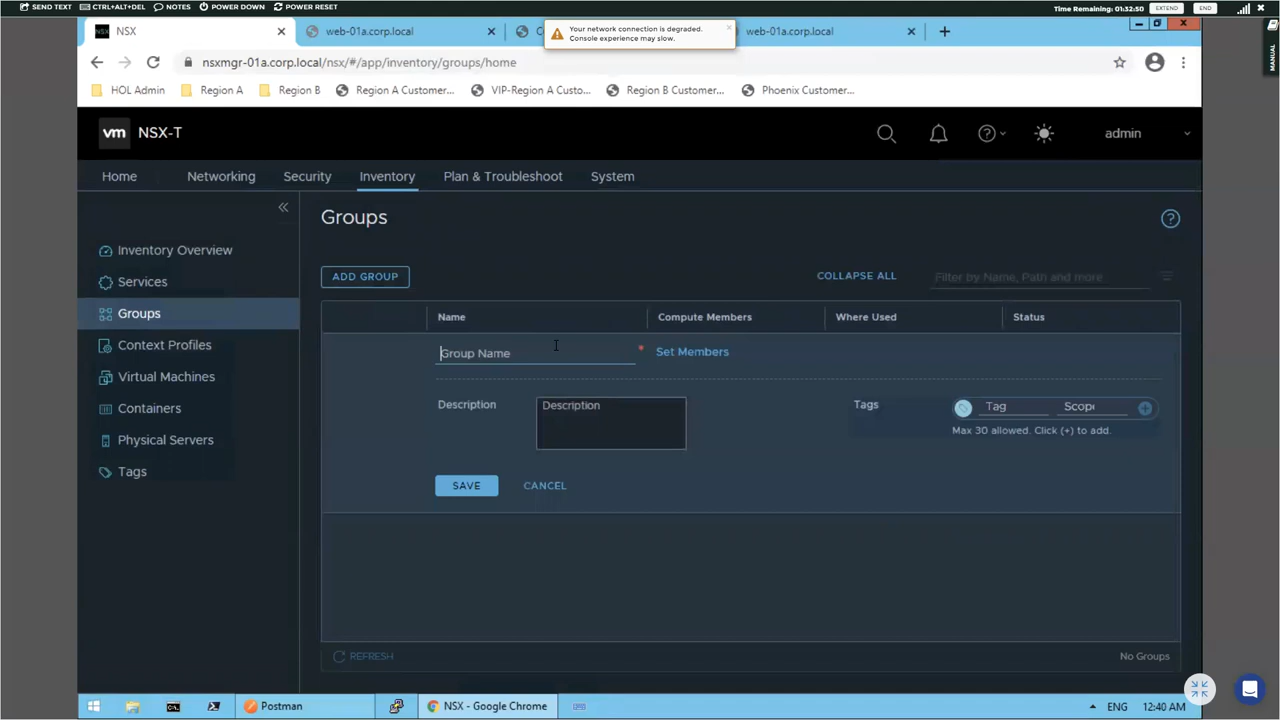 SEND TEXT CTRL+ALT+DEL NOTES POWER DOWN POWER RESET Time Remaining: 01:32:50 EXTEND END
MANUAL
NSX NSX web-01a.corp.local web-01a.corp.local
Your network connection is degraded.
Console experience may slow.
nsxmgr-01a.corp.local/nsx/#/app/inventory/groups/home
HOL Admin Region A Region B Region A Customer... VIP-Region A Custo... Region B Customer... Phoenix Customer...
vm NSX-T admin
Home Networking Security Inventory Plan & Troubleshoot System
Inventory Overview
Services
Groups
Context Profiles
Virtual Machines
Containers
Physical Servers
Tags
Groups
ADD GROUP COLLAPSE ALL Filter by Name, Path and more
Name Compute Members Where Used Status
Group Name * Set Members
Description Description Tags Tag Scope
Max 30 allowed. Click (+) to add.
SAVE CANCEL
REFRESH No Groups
Postman NSX - Google Chrome ENG 12:40 AM